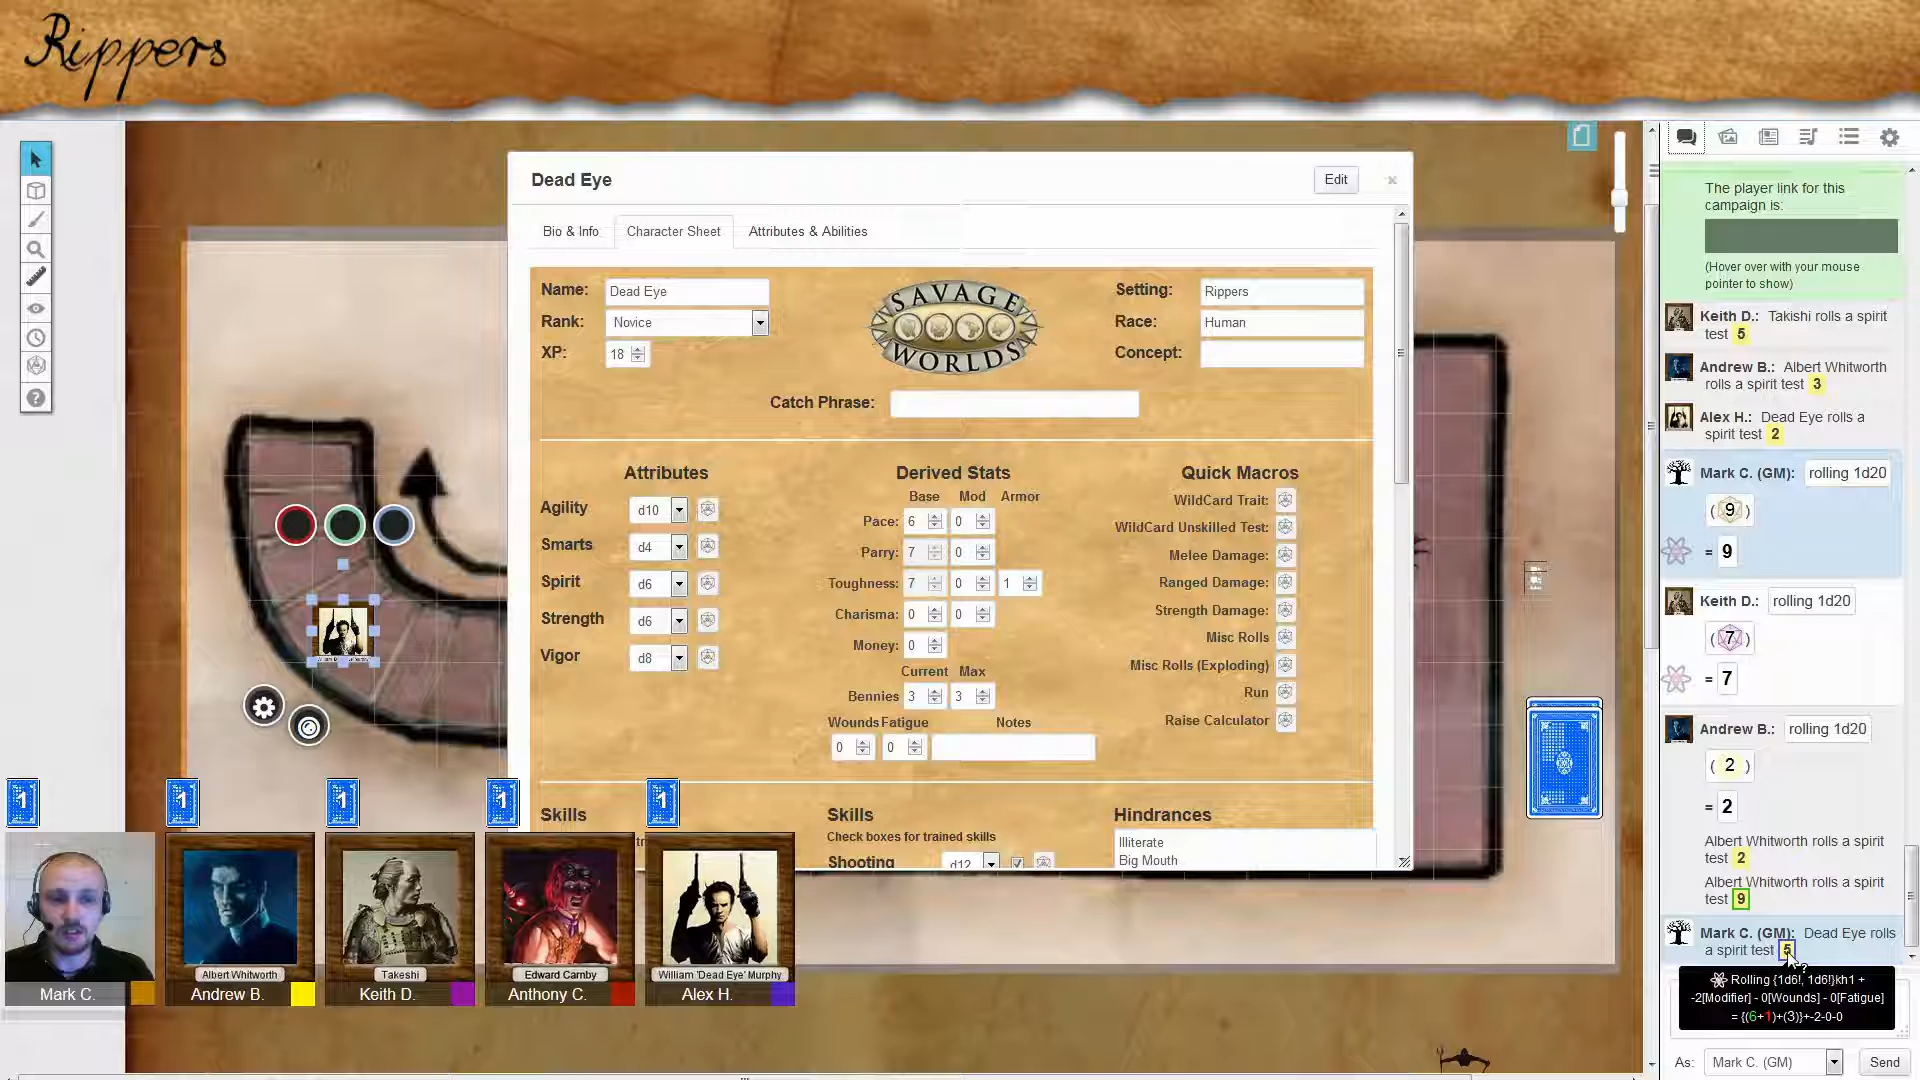 Rippers
Dead Eye
Edit
Bio & Info
Character Sheet
Attributes & Abilities
Name:
Dead Eye
Rank:
Novice
XP:
18
SAVAGE
WORLDS
Setting:
Rippers
Race:
Human
Concept:
Catch Phrase:
Attributes
Agility
d10
Smarts
d4
Spirit
d6
Strength
d6
Vigor
d8
Derived Stats
Base Mod Armor
Pace: 6 0
Parry: 7 0
Toughness: 7 0 1
Charisma: 0 0
Money: 0
Current Max
Bennies 3 3
Wounds Fatigue Notes
0 0
Quick Macros
WildCard Trait:
WildCard Unskilled Test:
Melee Damage:
Ranged Damage:
Strength Damage:
Misc Rolls
Misc Rolls (Exploding)
Run
Raise Calculator
Skills
Skills
Check boxes for trained skills
Shooting
d12
Hindrances
Illiterate
Big Mouth
1
1
1
1
1
Albert Whitworth
Takeshi
Edward Carnby
William 'Dead Eye' Murphy
Mark C.
Andrew B.
Keith D.
Anthony C.
Alex H.
The player link for this
campaign is:
(Hover over with your mouse
pointer to show)
Keith D.: Takishi rolls a spirit
test 5
Andrew B.: Albert Whitworth
rolls a spirit test 3
Alex H.: Dead Eye rolls a
spirit test 2
Mark C. (GM): rolling 1d20
(9)
= 9
Keith D.: rolling 1d20
(7)
= 7
Andrew B.: rolling 1d20
(2)
= 2
Albert Whitworth rolls a spirit
test 2
Albert Whitworth rolls a spirit
test 9
Mark C. (GM): Dead Eye rolls
a spirit test 5
Rolling {1d6!, 1d6!}kh1 +
-2[Modifier] - 0[Wounds] - 0[Fatigue]
= {(6+1)+(3)}+-2-0-0
As:
Mark C. (GM)
Send